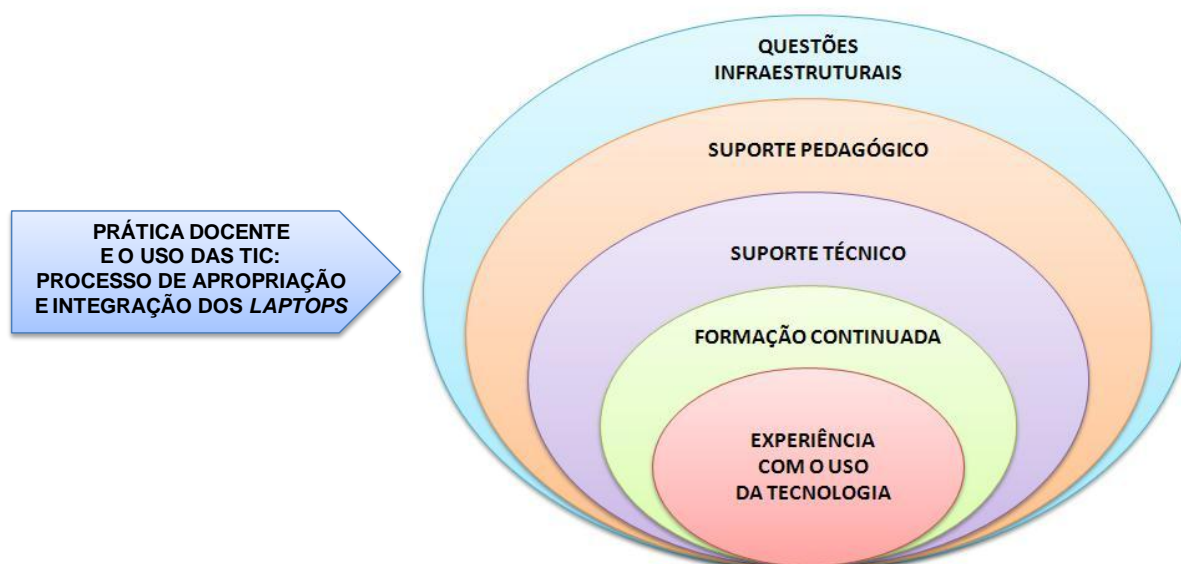 PRÁTICA DOCENTE
E O USO DAS TIC:
PROCESSO DE APROPRIAÇÃO
E INTEGRAÇÃO DOS LAPTOPS
QUESTÕES
INFRAESTRUTURAIS
SUPORTE PEDAGÓGICO
SUPORTE TÉCNICO
FORMAÇÃO CONTINUADA
EXPERIÊNCIA
COM O USO
DA TECNOLOGIA